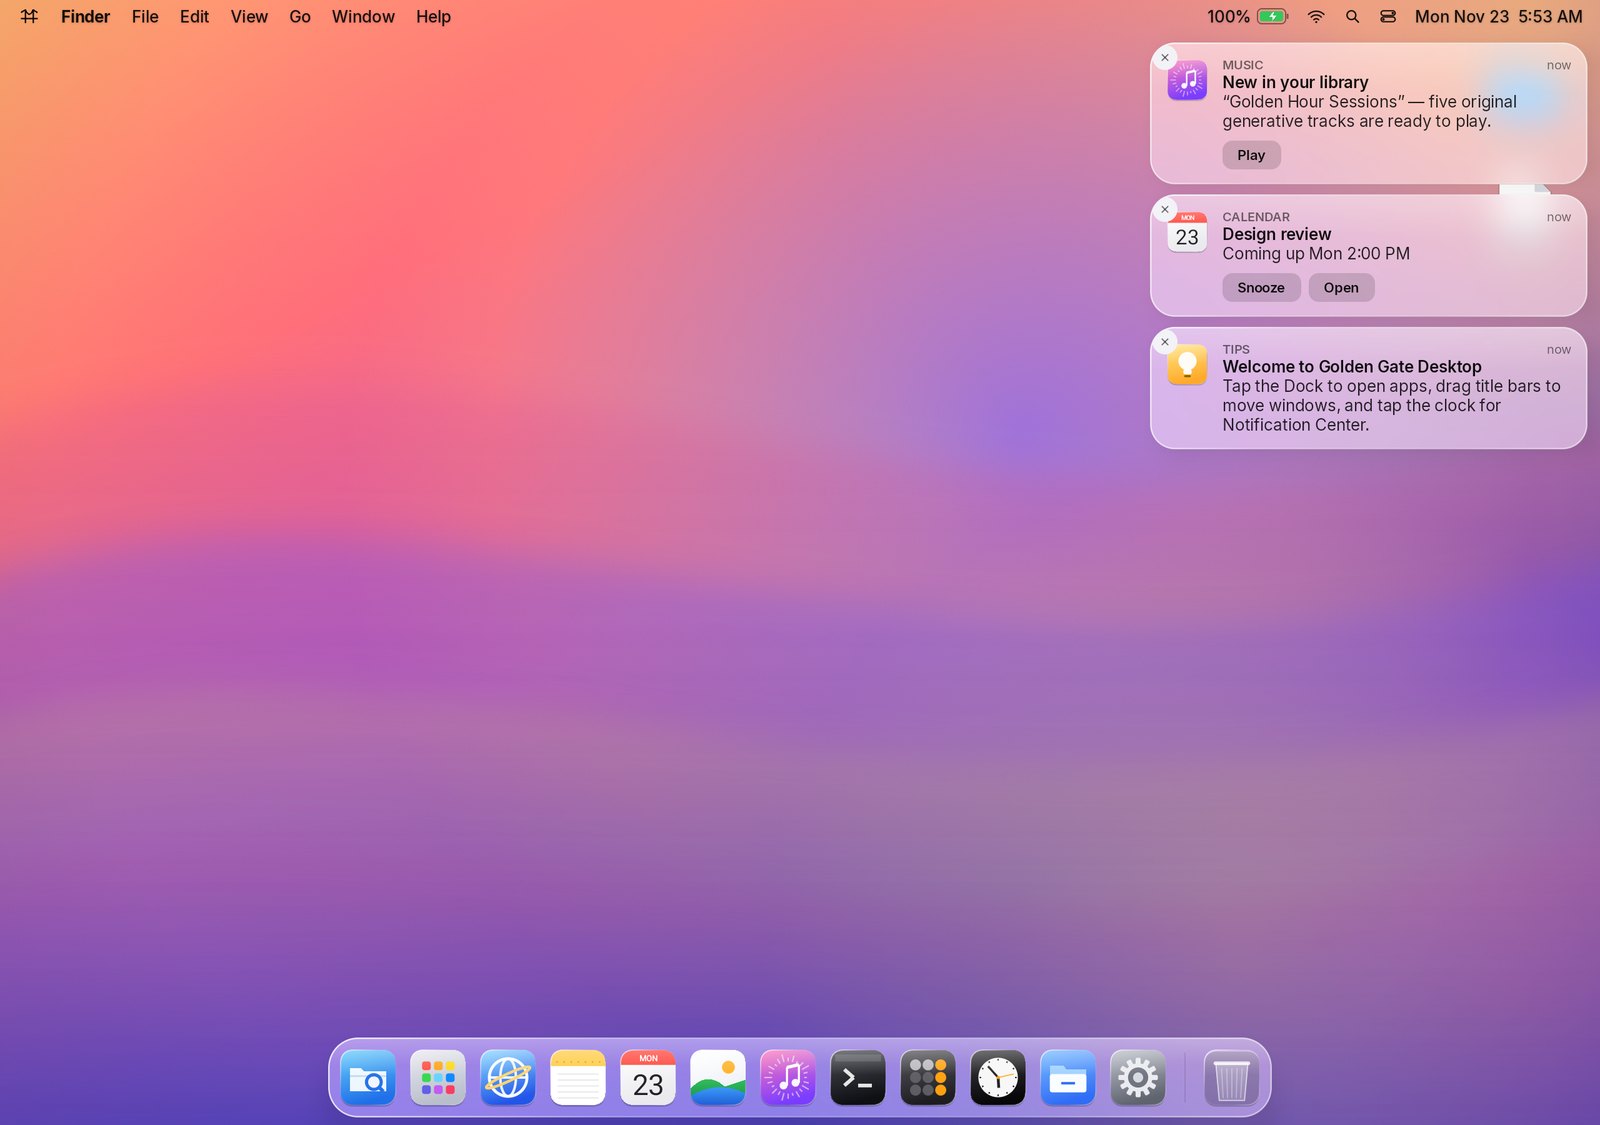 Finder File Edit View Go Window Help 100% Mon Nov 23 5:53 AM
MUSIC now
New in your library
“Golden Hour Sessions” — five original
generative tracks are ready to play.
Play
MON
23
CALENDAR now
Design review
Coming up Mon 2:00 PM
Snooze Open
TIPS now
Welcome to Golden Gate Desktop
Tap the Dock to open apps, drag title bars to
move windows, and tap the clock for
Notification Center.
MON
23